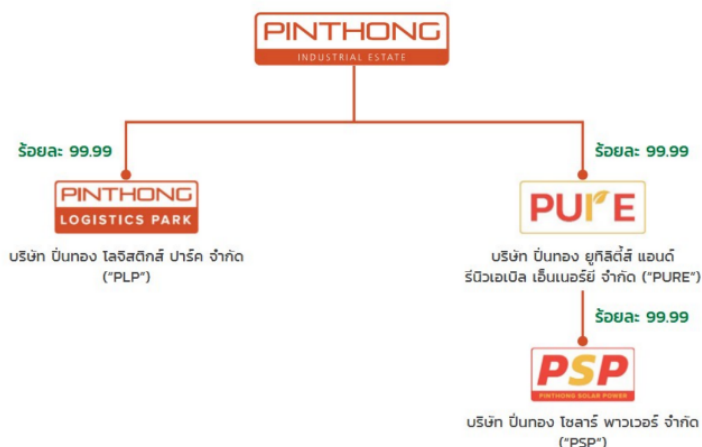 PINTHONG
INDUSTRIAL ESTATE
ร้อยละ 99.99
ร้อยละ 99.99
PINTHONG
LOGISTICS PARK
บริษัท ปิ่นทอง โลจิสติกส์ ปาร์ค จำกัด
("PLP")
PUrE
บริษัท ปิ่นทอง ยูทิลิตี้ส์ แอนด์
รีนิวเอเบิล เอ็นเนอร์ยี จำกัด ("PURE")
ร้อยละ 99.99
PSP
PINTHONG SOLAR POWER
บริษัท ปิ่นทอง โซลาร์ พาวเวอร์ จำกัด
("PSP")